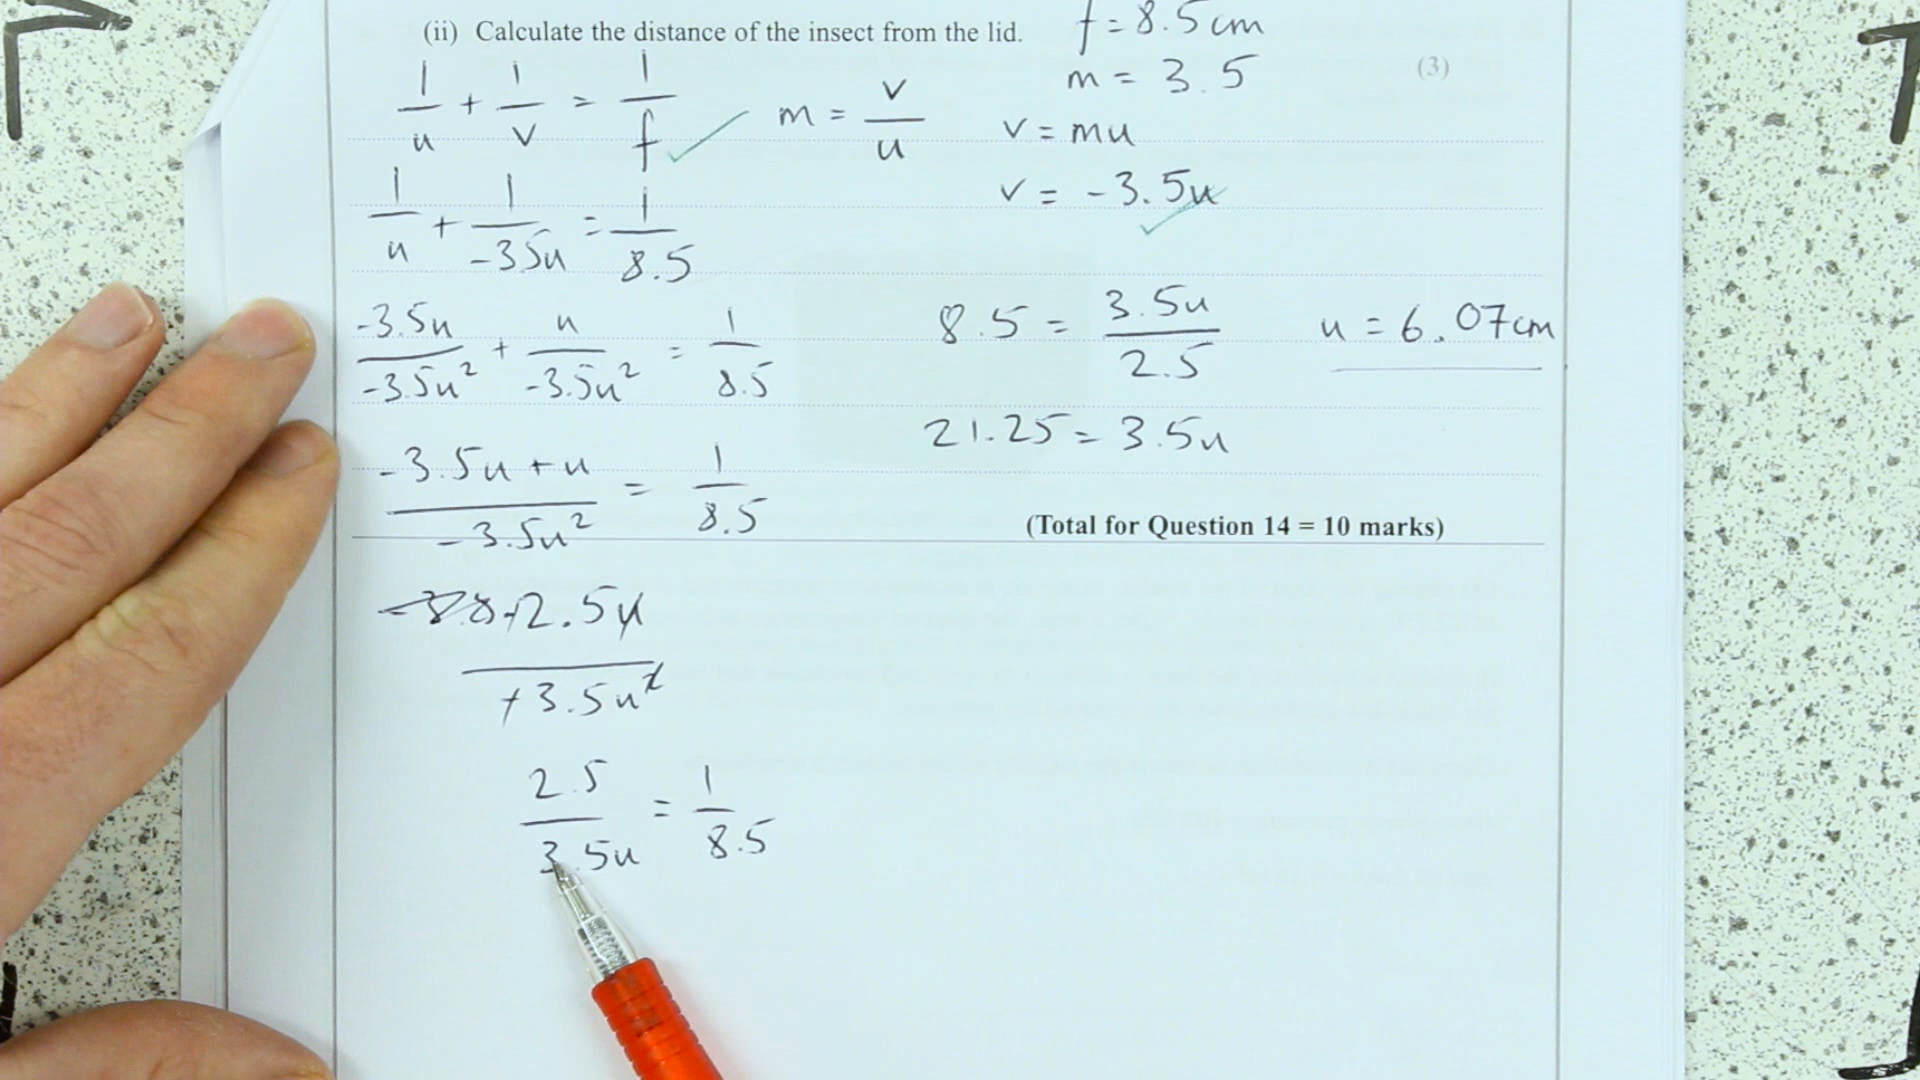 (ii) Calculate the distance of the insect from the lid.
f = 8.5 cm
m = 3.5
(3)
1/u + 1/v = 1/f
m = v/u
v = mu
v = -3.5u
1/u + 1/-3.5u = 1/8.5
-3.5u/-3.5u² + u/-3.5u² = 1/8.5
-3.5u + u/-3.5u² = 1/8.5
-2.5u/+3.5u²
2.5/3.5u = 1/8.5
8.5 = 3.5u/2.5
21.25 = 3.5u
u = 6.07cm
(Total for Question 14 = 10 marks)